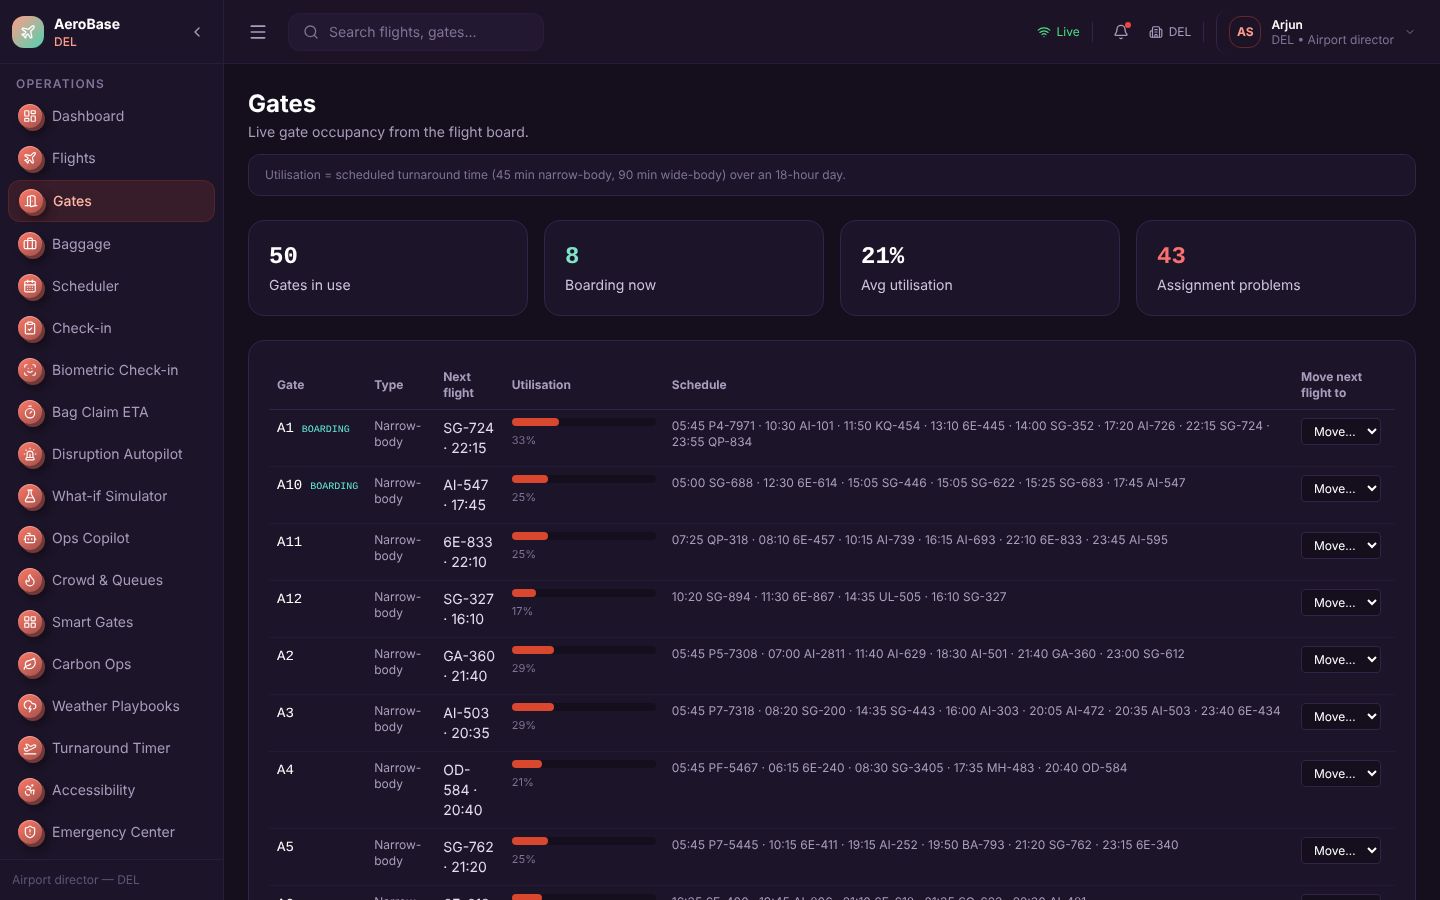 AeroBase
DEL
Search flights, gates...
Live
DEL
AS
Arjun
DEL • Airport director
OPERATIONS
Dashboard
Flights
Gates
Baggage
Scheduler
Check-in
Biometric Check-in
Bag Claim ETA
Disruption Autopilot
What-if Simulator
Ops Copilot
Crowd & Queues
Smart Gates
Carbon Ops
Weather Playbooks
Turnaround Timer
Accessibility
Emergency Center
Airport director — DEL
Gates
Live gate occupancy from the flight board.
Utilisation = scheduled turnaround time (45 min narrow-body, 90 min wide-body) over an 18-hour day.
50
Gates in use
8
Boarding now
21%
Avg utilisation
43
Assignment problems
Gate
Type
Next
flight
Utilisation
Schedule
Move next
flight to
A1 BOARDING
Narrow-
body
SG-724
· 22:15
33%
05:45 P4-7971 · 10:30 AI-101 · 11:50 KQ-454 · 13:10 6E-445 · 14:00 SG-352 · 17:20 AI-726 · 22:15 SG-724 ·
23:55 QP-834
Move...
A10 BOARDING
Narrow-
body
AI-547
· 17:45
25%
05:00 SG-688 · 12:30 6E-614 · 15:05 SG-446 · 15:05 SG-622 · 15:25 SG-683 · 17:45 AI-547
Move...
A11
Narrow-
body
6E-833
· 22:10
25%
07:25 QP-318 · 08:10 6E-457 · 10:15 AI-739 · 16:15 AI-693 · 22:10 6E-833 · 23:45 AI-595
Move...
A12
Narrow-
body
SG-327
· 16:10
17%
10:20 SG-894 · 11:30 6E-867 · 14:35 UL-505 · 16:10 SG-327
Move...
A2
Narrow-
body
GA-360
· 21:40
29%
05:45 P5-7308 · 07:00 AI-2811 · 11:40 AI-629 · 18:30 AI-501 · 21:40 GA-360 · 23:00 SG-612
Move...
A3
Narrow-
body
AI-503
· 20:35
29%
05:45 P7-7318 · 08:20 SG-200 · 14:35 SG-443 · 16:00 AI-303 · 20:05 AI-472 · 20:35 AI-503 · 23:40 6E-434
Move...
A4
Narrow-
body
OD-
584 ·
20:40
21%
05:45 PF-5467 · 06:15 6E-240 · 08:30 SG-3405 · 17:35 MH-483 · 20:40 OD-584
Move...
A5
Narrow-
body
SG-762
· 21:20
25%
05:45 P7-5445 · 10:15 6E-411 · 19:15 AI-252 · 19:50 BA-793 · 21:20 SG-762 · 23:15 6E-340
Move...